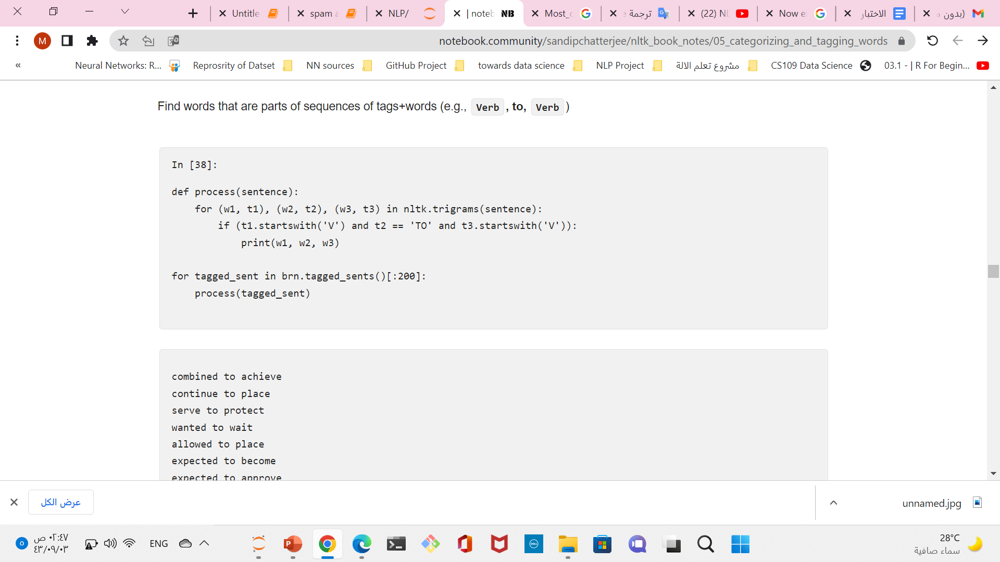 Untitle
spam a
NLP/
| noteb
NB
Most_c
ترجمة
(22) NL
Now e
الاختبار
(بدون
M
notebook.community/sandipchatterjee/nltk_book_notes/05_categorizing_and_tagging_words
«
Neural Networks: R...
Reprosrity of Datset
NN sources
GitHub Project
towards data science
NLP Project
مشروع تعلم الالة
CS109 Data Science
03.1 - | R For Begin...
Find words that are parts of sequences of tags+words (e.g., Verb , to, Verb )
In [38]:
def process(sentence):
    for (w1, t1), (w2, t2), (w3, t3) in nltk.trigrams(sentence):
        if (t1.startswith('V') and t2 == 'TO' and t3.startswith('V')):
            print(w1, w2, w3)
for tagged_sent in brn.tagged_sents()[:200]:
    process(tagged_sent)
combined to achieve
continue to place
serve to protect
wanted to wait
allowed to place
expected to become
expected to approve
عرض الكل
unnamed.jpg
٠٢:٤٧ ص
٤٣/٠٩/٠٣
ENG
28°C
سماء صافية